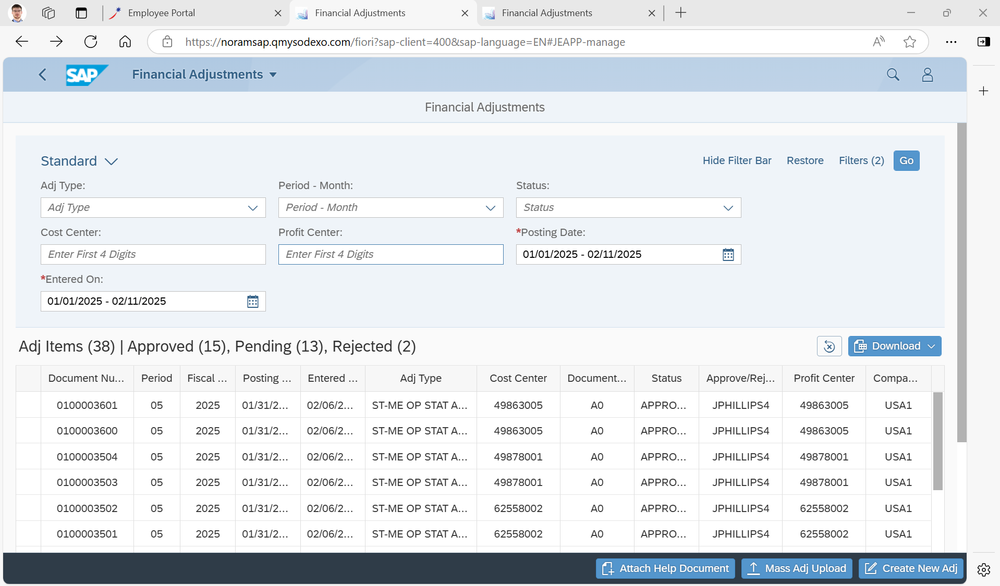 Employee Portal
Financial Adjustments
Financial Adjustments
https://noramsap.qmysodexo.com/fiori?sap-client=400&sap-language=EN#JEAPP-manage
SAP Financial Adjustments
Financial Adjustments
Standard
Hide Filter Bar Restore Filters (2) Go
Adj Type: Period - Month: Status:
Adj Type Period - Month Status
Cost Center: Profit Center: *Posting Date:
Enter First 4 Digits Enter First 4 Digits 01/01/2025 - 02/11/2025
*Entered On:
01/01/2025 - 02/11/2025
Adj Items (38) | Approved (15), Pending (13), Rejected (2)
Download
Document Nu... Period Fiscal ... Posting ... Entered ... Adj Type Cost Center Document... Status Approve/Rej... Profit Center Compa...
0100003601 05 2025 01/31/2... 02/06/2... ST-ME OP STAT A... 49863005 A0 APPRO... JPHILLIPS4 49863005 USA1
0100003600 05 2025 01/31/2... 02/06/2... ST-ME OP STAT A... 49863005 A0 APPRO... JPHILLIPS4 49863005 USA1
0100003504 05 2025 01/31/2... 02/06/2... ST-ME OP STAT A... 49878001 A0 APPRO... JPHILLIPS4 49878001 USA1
0100003503 05 2025 01/31/2... 02/06/2... ST-ME OP STAT A... 49878001 A0 APPRO... JPHILLIPS4 49878001 USA1
0100003502 05 2025 01/31/2... 02/06/2... ST-ME OP STAT A... 62558002 A0 APPRO... JPHILLIPS4 62558002 USA1
0100003501 05 2025 01/31/2... 02/06/2... ST-ME OP STAT A... 62558002 A0 APPRO... JPHILLIPS4 62558002 USA1
Attach Help Document Mass Adj Upload Create New Adj